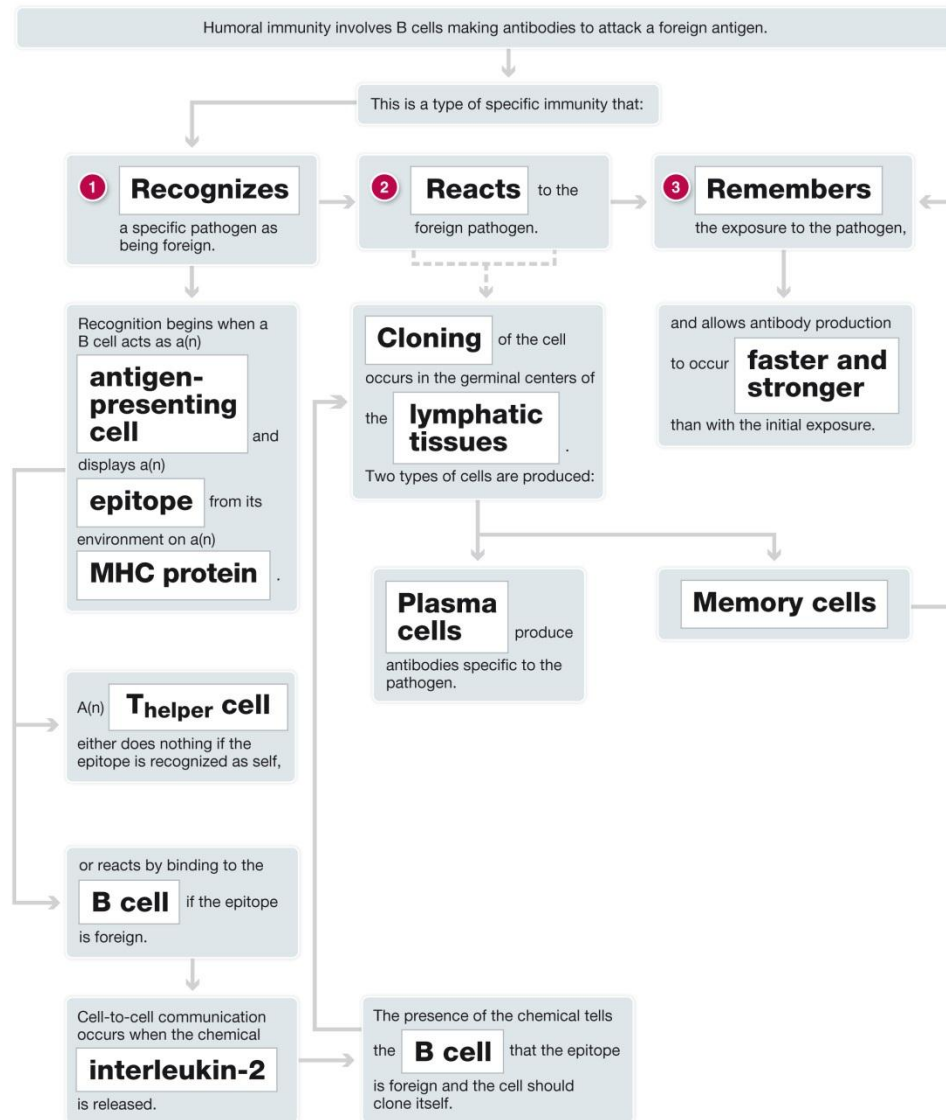 Humoral immunity involves B cells making antibodies to attack a foreign antigen.
This is a type of specific immunity that:
1 Recognizes
a specific pathogen as
being foreign.
2 Reacts to the
foreign pathogen.
3 Remembers
the exposure to the pathogen,
Recognition begins when a
B cell acts as a(n)
antigen-
presenting
cell and
displays a(n)
epitope from its
environment on a(n)
MHC protein .
Cloning of the cell
occurs in the germinal centers of
the lymphatic
tissues .
Two types of cells are produced:
and allows antibody production
to occur faster and
stronger
than with the initial exposure.
Plasma
cells produce
antibodies specific to the
pathogen.
Memory cells
A(n) Thelper cell
either does nothing if the
epitope is recognized as self,
or reacts by binding to the
B cell if the epitope
is foreign.
Cell-to-cell communication
occurs when the chemical
interleukin-2
is released.
The presence of the chemical tells
the B cell that the epitope
is foreign and the cell should
clone itself.